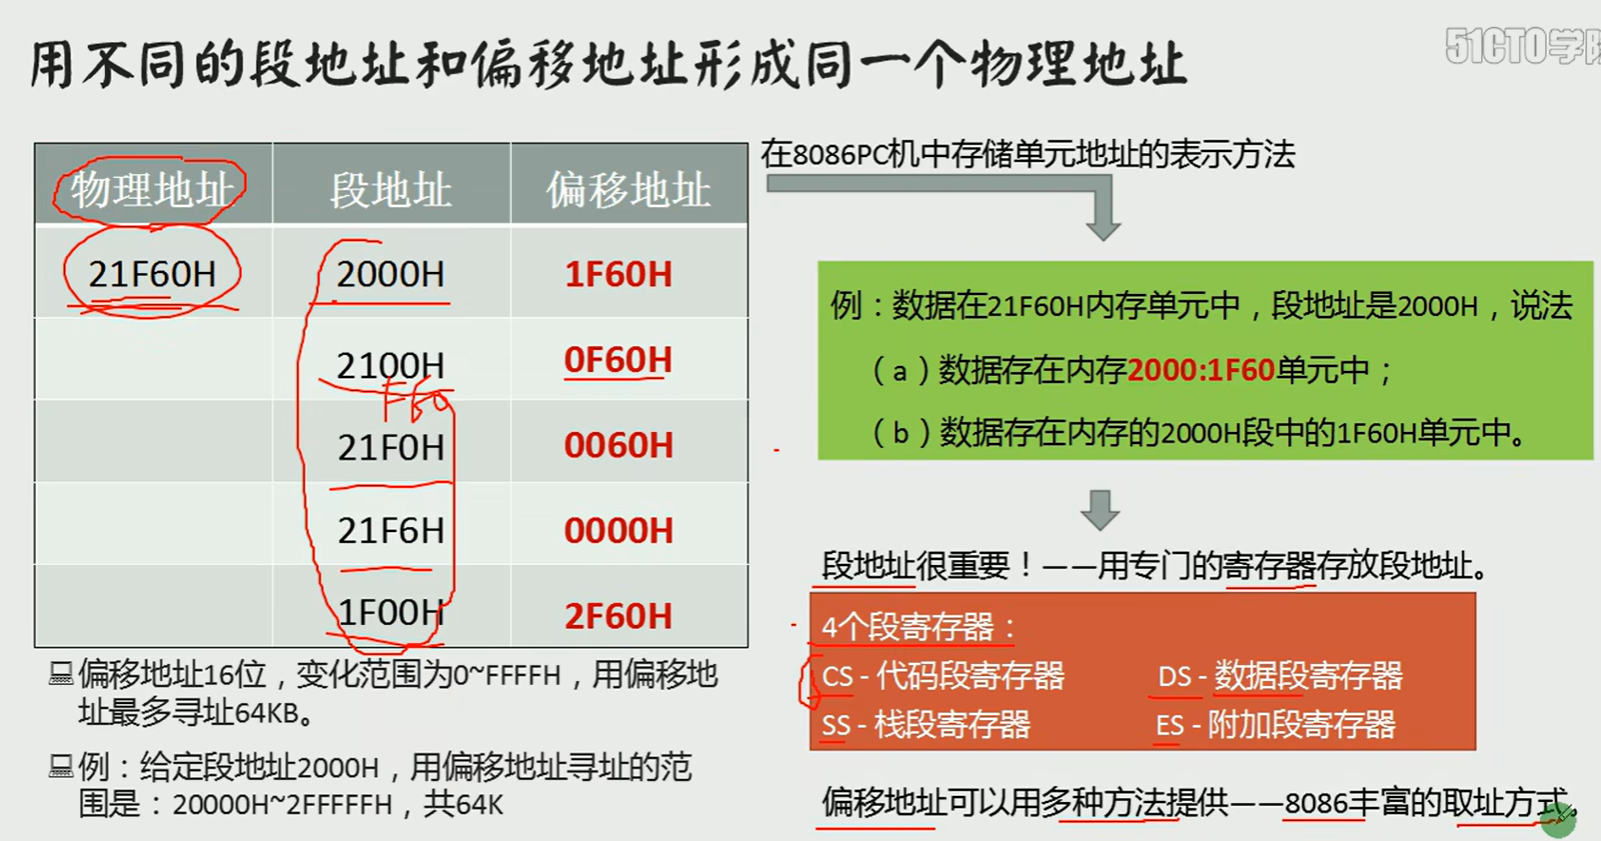 用不同的段地址和偏移地址形成同一个物理地址
51CTO学院
物理地址 段地址 偏移地址
21F60H 2000H 1F60H
2100H 0F60H
F60
21F0H 0060H
21F6H 0000H
1F00H 2F60H
偏移地址16位，变化范围为0~FFFFH，用偏移地
址最多寻址64KB。
例：给定段地址2000H，用偏移地址寻址的范
围是：20000H~2FFFFFH，共64K
在8086PC机中存储单元地址的表示方法
例：数据在21F60H内存单元中，段地址是2000H，说法
（a）数据存在内存2000:1F60单元中；
（b）数据存在内存的2000H段中的1F60H单元中。
段地址很重要！——用专门的寄存器存放段地址。
4个段寄存器：
CS - 代码段寄存器 DS - 数据段寄存器
SS - 栈段寄存器 ES - 附加段寄存器
偏移地址可以用多种方法提供——8086丰富的取址方式。